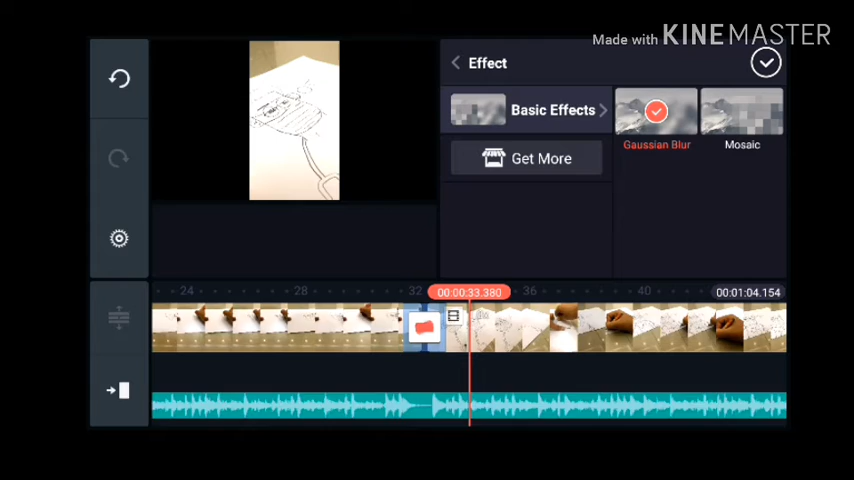 Made with KINEMASTER
Effect
Basic Effects
Get More
Gaussian Blur
Mosaic
24
28
32
00:00:33.380
36
40
00:01:04.154